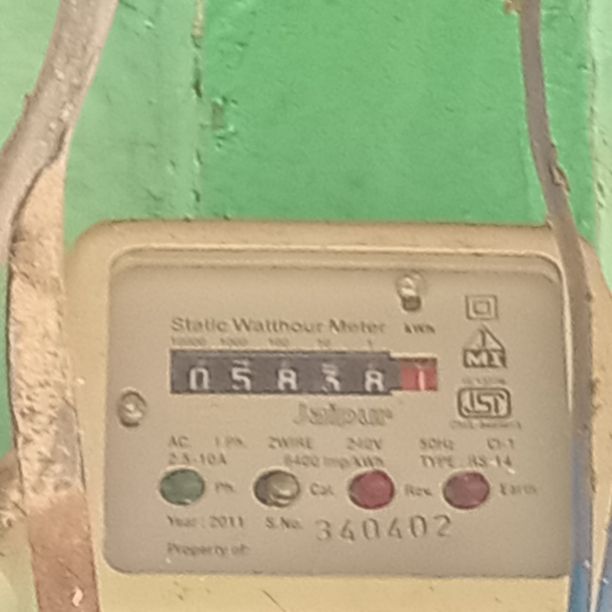 Static Watthour Meter kWh
10000 1000 100 10 1
0 5 8 3 8 1
Jaipur
AC. 1 Ph. 2WIRE 240V 50Hz Cl-1
2.5-10A 6400 Imp/kWh TYPE : RS-14
Ph. Cal. Rev. Earth
Year : 2011 S.No. 340402
Property of: